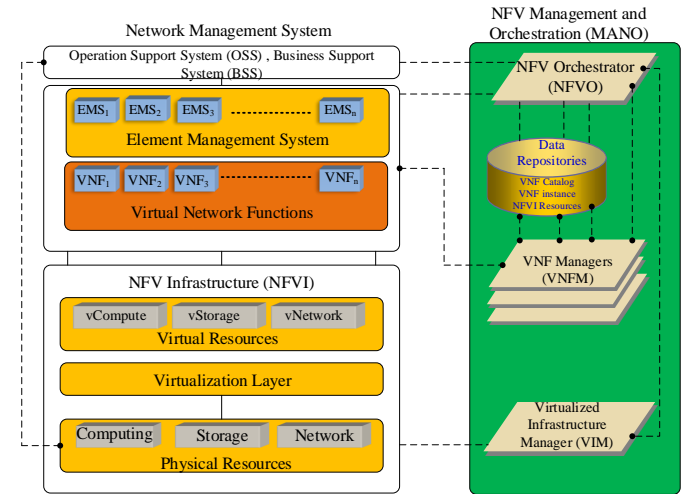 Network Management System
Operation Support System (OSS) , Business Support
System (BSS)
EMS1 EMS2 EMS3 EMSn
Element Management System
VNF1 VNF2 VNF3 VNFn
Virtual Network Functions
NFV Infrastructure (NFVI)
vCompute vStorage vNetwork
Virtual Resources
Virtualization Layer
Computing Storage Network
Physical Resources
NFV Management and
Orchestration (MANO)
NFV Orchestrator
(NFVO)
Data
Repositories
VNF Catalog
VNF instance
NFVI Resources
VNF Managers
(VNFM)
Virtualized
Infrastructure
Manager (VIM)